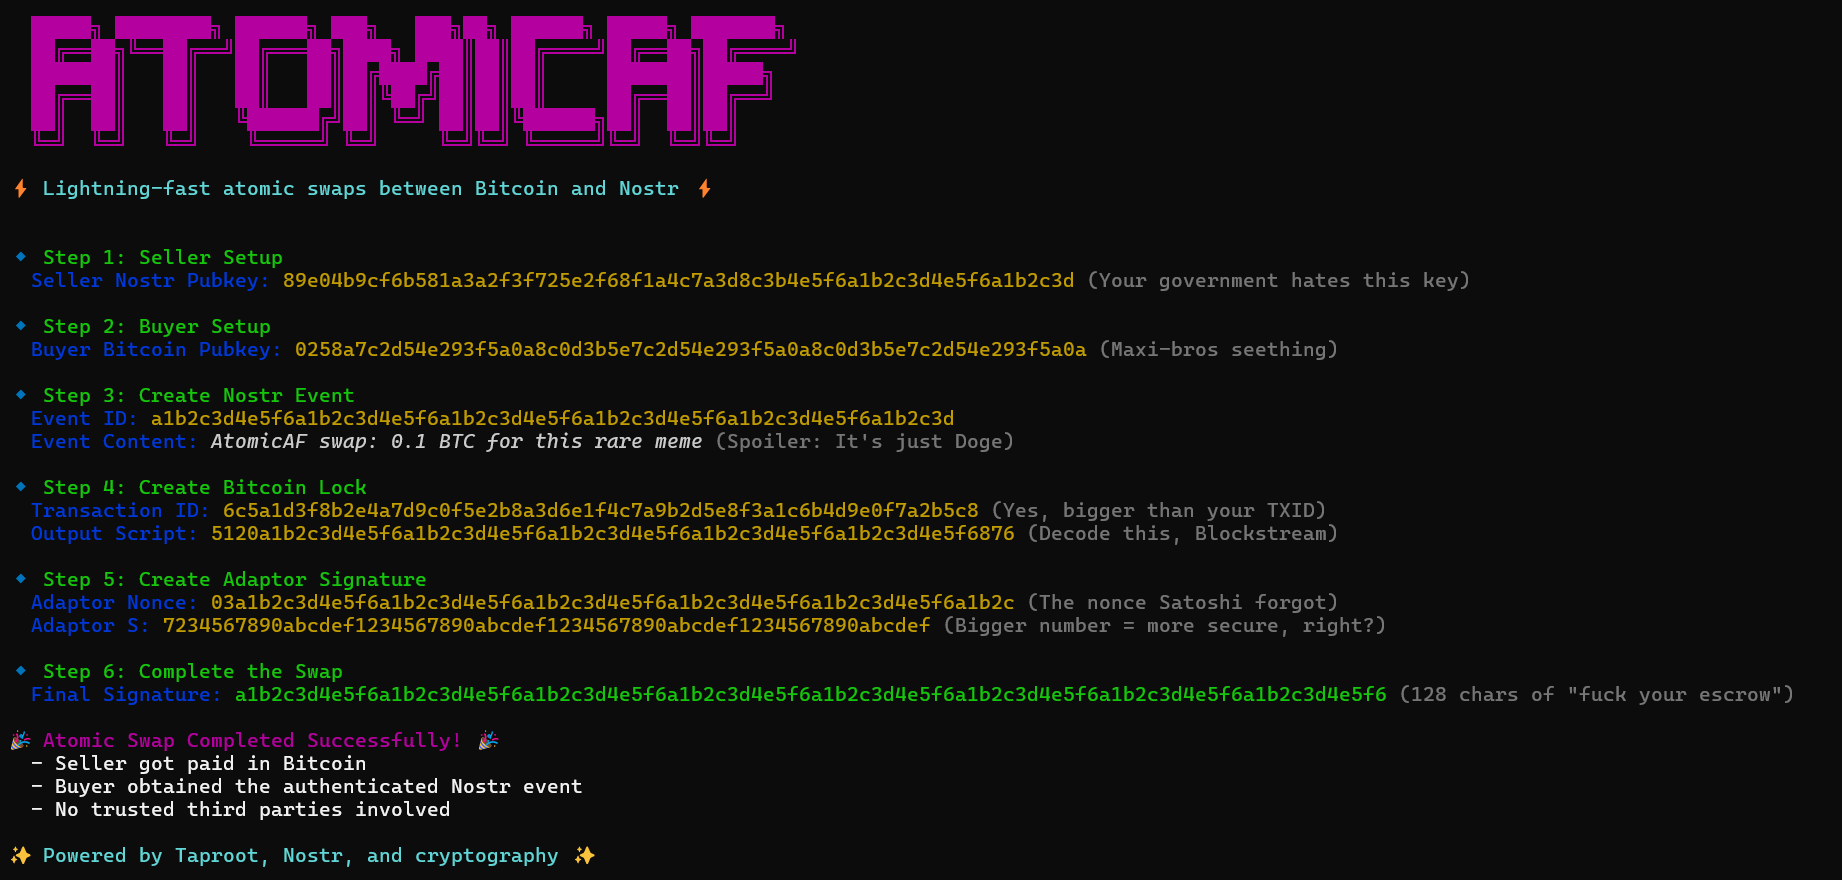 ATOMICAF
⚡ Lightning-fast atomic swaps between Bitcoin and Nostr ⚡
🔹 Step 1: Seller Setup
Seller Nostr Pubkey: 89e04b9cf6b581a3a2f3f725e2f68f1a4c7a3d8c3b4e5f6a1b2c3d4e5f6a1b2c3d (Your government hates this key)
🔹 Step 2: Buyer Setup
Buyer Bitcoin Pubkey: 0258a7c2d54e293f5a0a8c0d3b5e7c2d54e293f5a0a8c0d3b5e7c2d54e293f5a0a (Maxi-bros seething)
🔹 Step 3: Create Nostr Event
Event ID: a1b2c3d4e5f6a1b2c3d4e5f6a1b2c3d4e5f6a1b2c3d4e5f6a1b2c3d4e5f6a1b2c3d
Event Content: AtomicAF swap: 0.1 BTC for this rare meme (Spoiler: It's just Doge)
🔹 Step 4: Create Bitcoin Lock
Transaction ID: 6c5a1d3f8b2e4a7d9c0f5e2b8a3d6e1f4c7a9b2d5e8f3a1c6b4d9e0f7a2b5c8 (Yes, bigger than your TXID)
Output Script: 5120a1b2c3d4e5f6a1b2c3d4e5f6a1b2c3d4e5f6a1b2c3d4e5f6a1b2c3d4e5f6876 (Decode this, Blockstream)
🔹 Step 5: Create Adaptor Signature
Adaptor Nonce: 03a1b2c3d4e5f6a1b2c3d4e5f6a1b2c3d4e5f6a1b2c3d4e5f6a1b2c3d4e5f6a1b2c (The nonce Satoshi forgot)
Adaptor S: 7234567890abcdef1234567890abcdef1234567890abcdef1234567890abcdef (Bigger number = more secure, right?)
🔹 Step 6: Complete the Swap
Final Signature: a1b2c3d4e5f6a1b2c3d4e5f6a1b2c3d4e5f6a1b2c3d4e5f6a1b2c3d4e5f6a1b2c3d4e5f6a1b2c3d4e5f6a1b2c3d4e5f6 (128 chars of "fuck your escrow")
🎉 Atomic Swap Completed Successfully! 🎉
- Seller got paid in Bitcoin
- Buyer obtained the authenticated Nostr event
- No trusted third parties involved
✨ Powered by Taproot, Nostr, and cryptography ✨